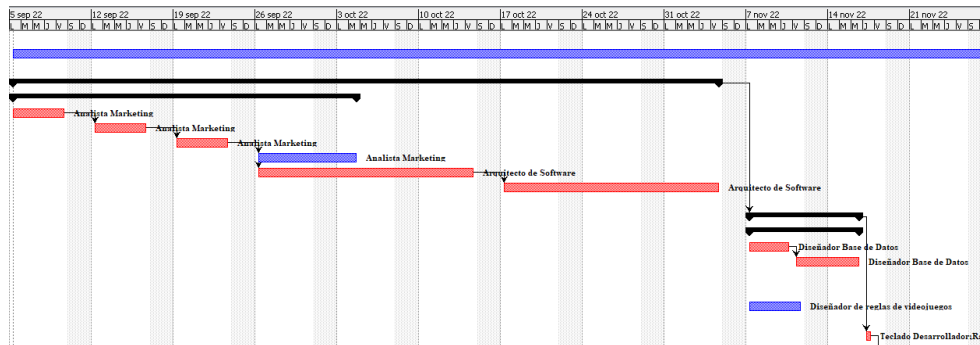 5 sep 22 12 sep 22 19 sep 22 26 sep 22 3 oct 22 10 oct 22 17 oct 22 24 oct 22 31 oct 22 7 nov 22 14 nov 22 21 nov 22
L M M J V S D L M M J V S D L M M J V S D L M M J V S D L M M J V S D L M M J V S D L M M J V S D L M M J V S D L M M J V S D L M M J V S D L M M J V S D L M M J V S
Analista Marketing
Analista Marketing
Analista Marketing
Analista Marketing
Arquitecto de Software
Arquitecto de Software
Diseñador Base de Datos
Diseñador Base de Datos
Diseñador de reglas de videojuegos
Teclado Desarrollador;R